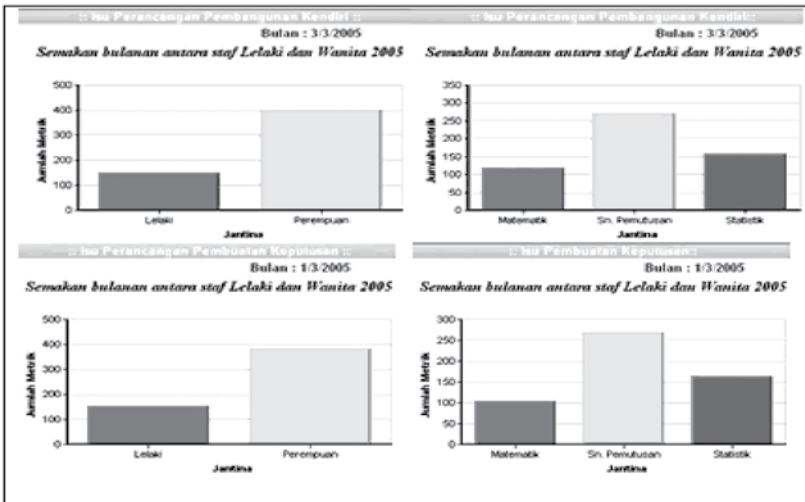 :: Isu Perancangan Pembangunan Kendiri ::
Bulan : 3/3/2005
Semakan bulanan antara staf Lelaki dan Wanita 2005
500
400
300
200
100
0
Jumlah Metrik
Lelaki
Perempuan
Jantina
:: Isu Perancangan Pembangunan Kendiri::
Bulan : 3/3/2005
Semakan bulanan antara staf Lelaki dan Wanita 2005
350
300
250
200
150
100
50
0
Jumlah Metrik
Matematik
Sn. Pemutusan
Statistik
Jantina
:: Isu Perancangan Pembuatan Keputusan ::
Bulan : 1/3/2005
Semakan bulanan antara staf Lelaki dan Wanita 2005
500
400
300
200
100
0
Jumlah Metrik
Lelaki
Perempuan
Jantina
:: Isu Pembuatan Keputusan::
Bulan : 1/3/2005
Semakan bulanan antara staf Lelaki dan Wanita 2005
300
250
200
150
100
50
0
Jumlah Metrik
Matematik
Sn. Pemutusan
Statistik
Jantina